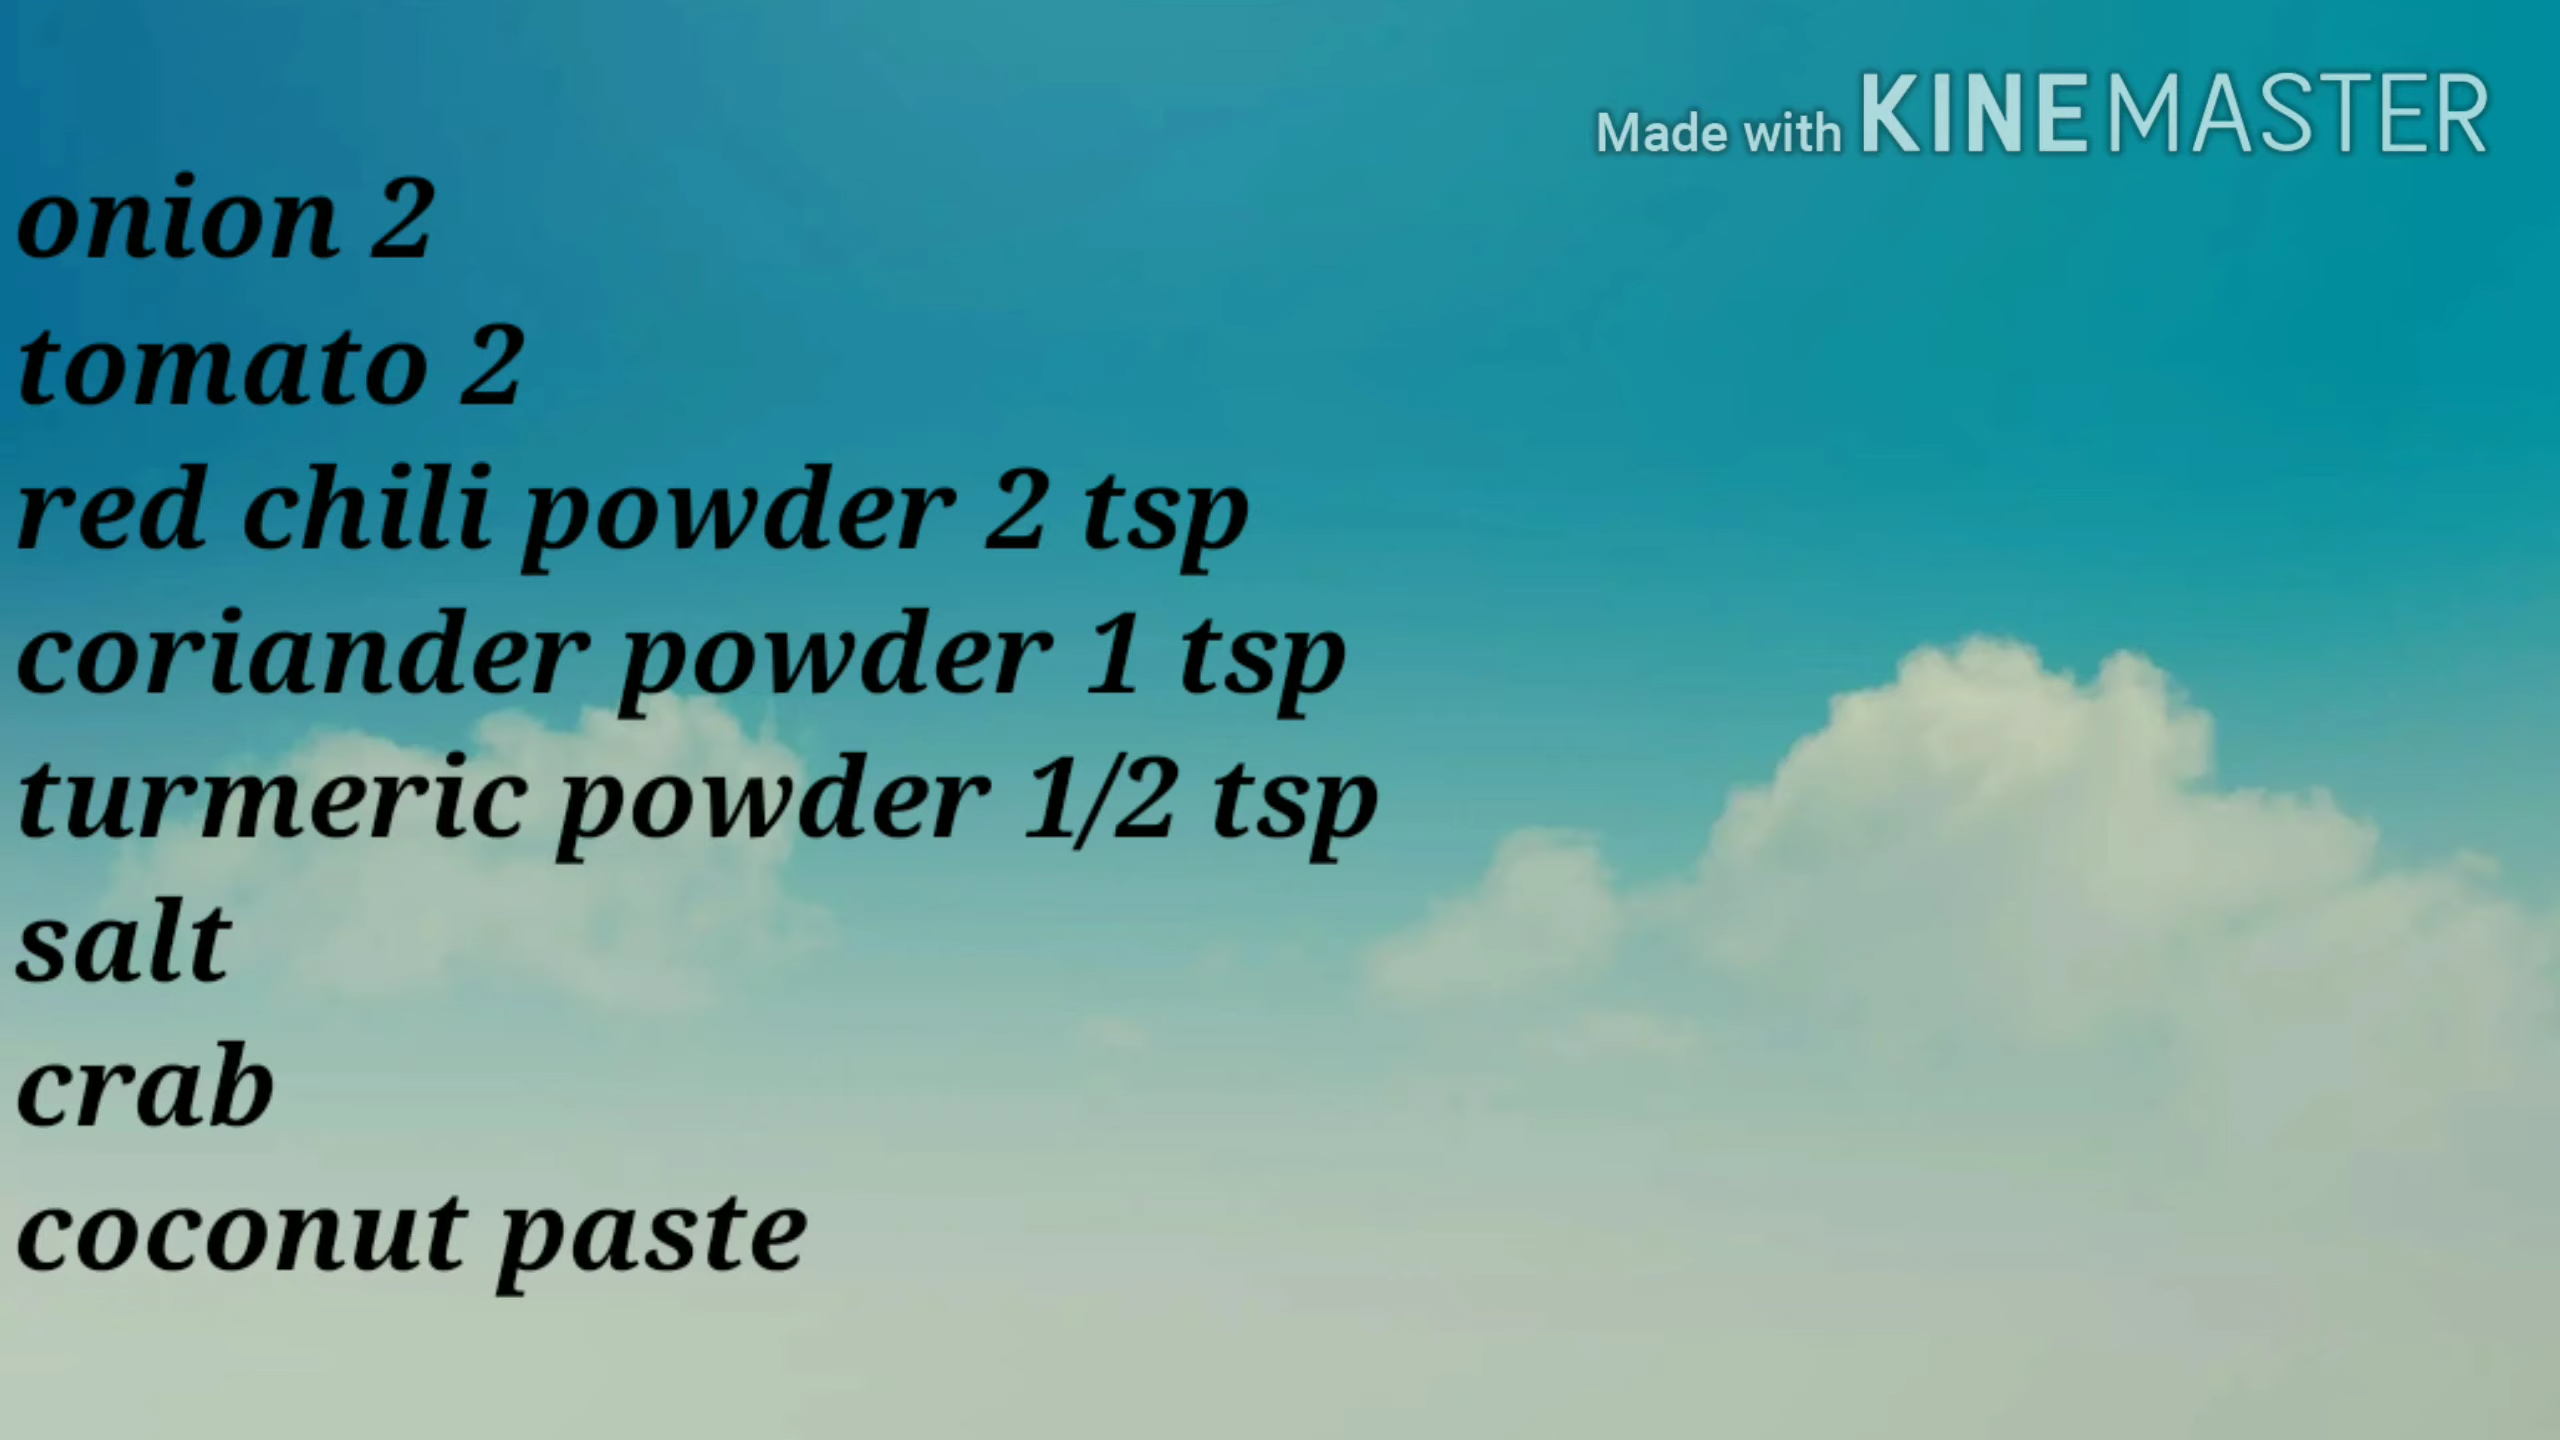 Made with KINEMASTER
onion 2
tomato 2
red chili powder 2 tsp
coriander powder 1 tsp
turmeric powder 1/2 tsp
salt
crab
coconut paste